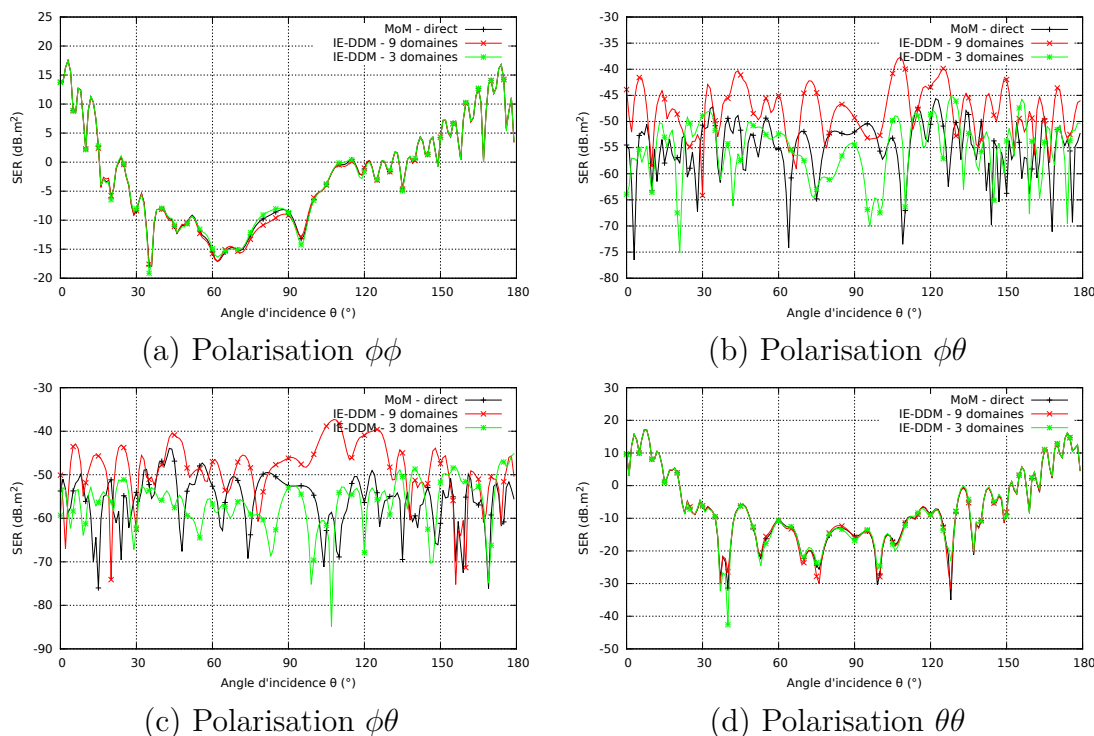 MoM - direct
IE-DDM - 9 domaines
IE-DDM - 3 domaines
25
20
15
10
5
0
-5
-10
-15
-20
SER (dB.m²)
0 30 60 90 120 150 180
Angle d'incidence θ (°)
(a) Polarisation ϕϕ
MoM - direct
IE-DDM - 9 domaines
IE-DDM - 3 domaines
-30
-35
-40
-45
-50
-55
-60
-65
-70
-75
-80
SER (dB.m²)
0 30 60 90 120 150 180
Angle d'incidence θ (°)
(b) Polarisation ϕθ
MoM - direct
IE-DDM - 9 domaines
IE-DDM - 3 domaines
-30
-40
-50
-60
-70
-80
-90
SER (dB.m²)
0 30 60 90 120 150 180
Angle d'incidence θ (°)
(c) Polarisation ϕθ
MoM - direct
IE-DDM - 9 domaines
IE-DDM - 3 domaines
30
20
10
0
-10
-20
-30
-40
-50
SER (dB.m²)
0 30 60 90 120 150 180
Angle d'incidence θ (°)
(d) Polarisation θθ